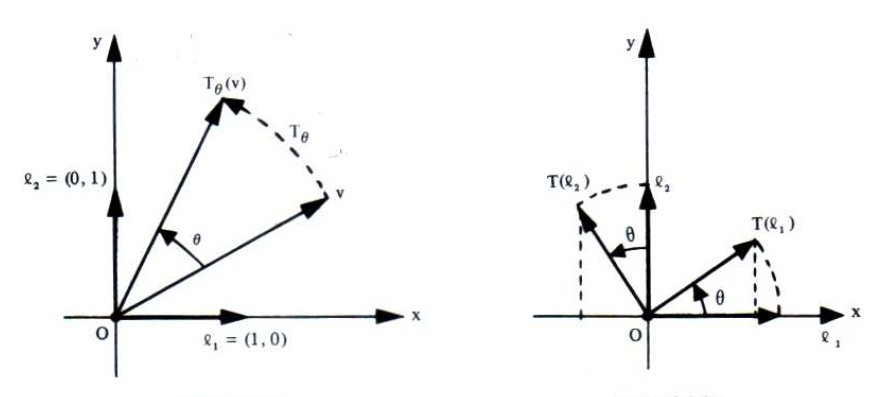 y
T_θ(v)
T_θ
ℓ₂ = (0, 1)
v
θ
O
x
ℓ₁ = (1, 0)
y
T(ℓ₂)
ℓ₂
θ
T(ℓ₁)
θ
O
x
ℓ₁